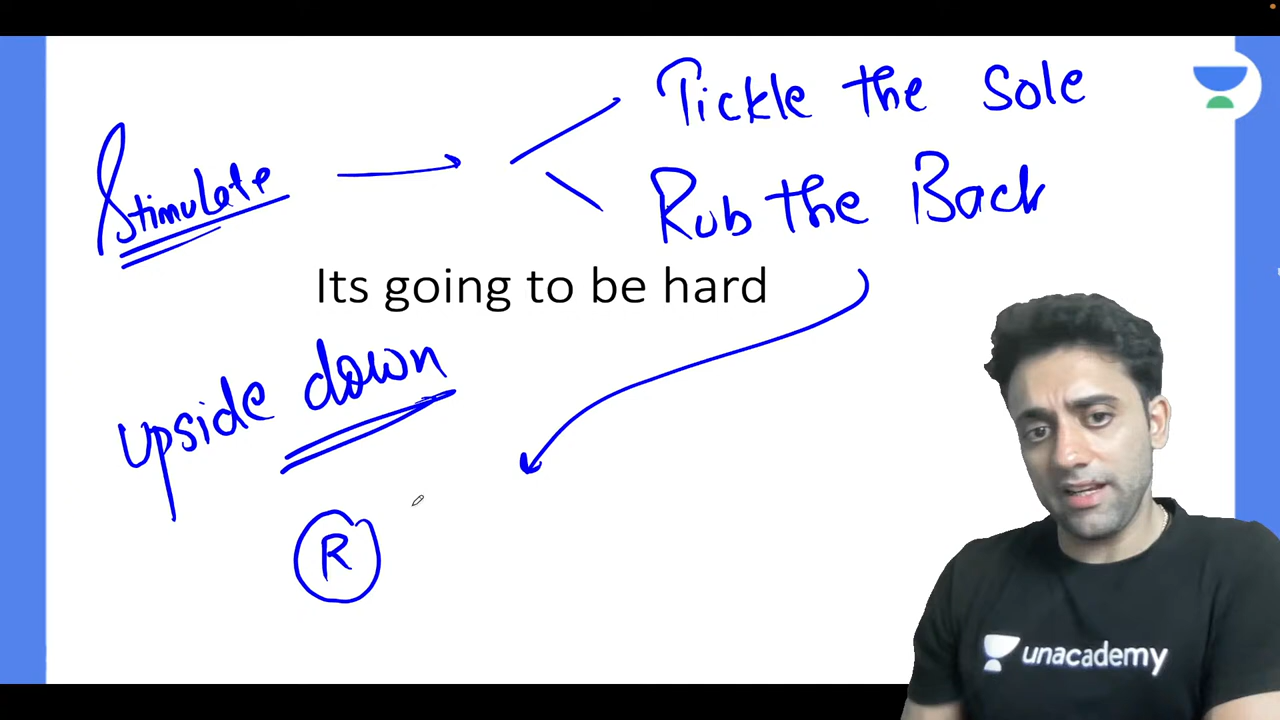 Stimulate
Tickle the Sole
Rub the Back
Its going to be hard
upside down
R
unacademy